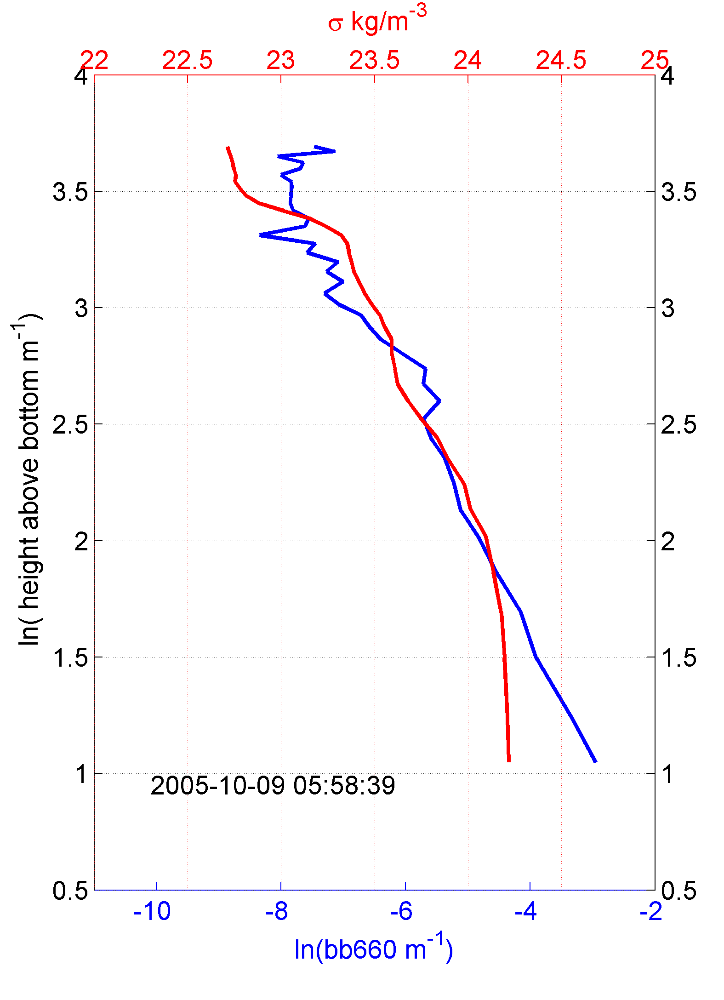 σ kg/m-3
22 22.5 23 23.5 24 24.5 25
4 4
3.5 3.5
3 3
2.5 2.5
2 2
1.5 1.5
1 1
0.5 0.5
ln( height above bottom m-1)
2005-10-09 05:58:39
-10 -8 -6 -4 -2
ln(bb660 m-1)